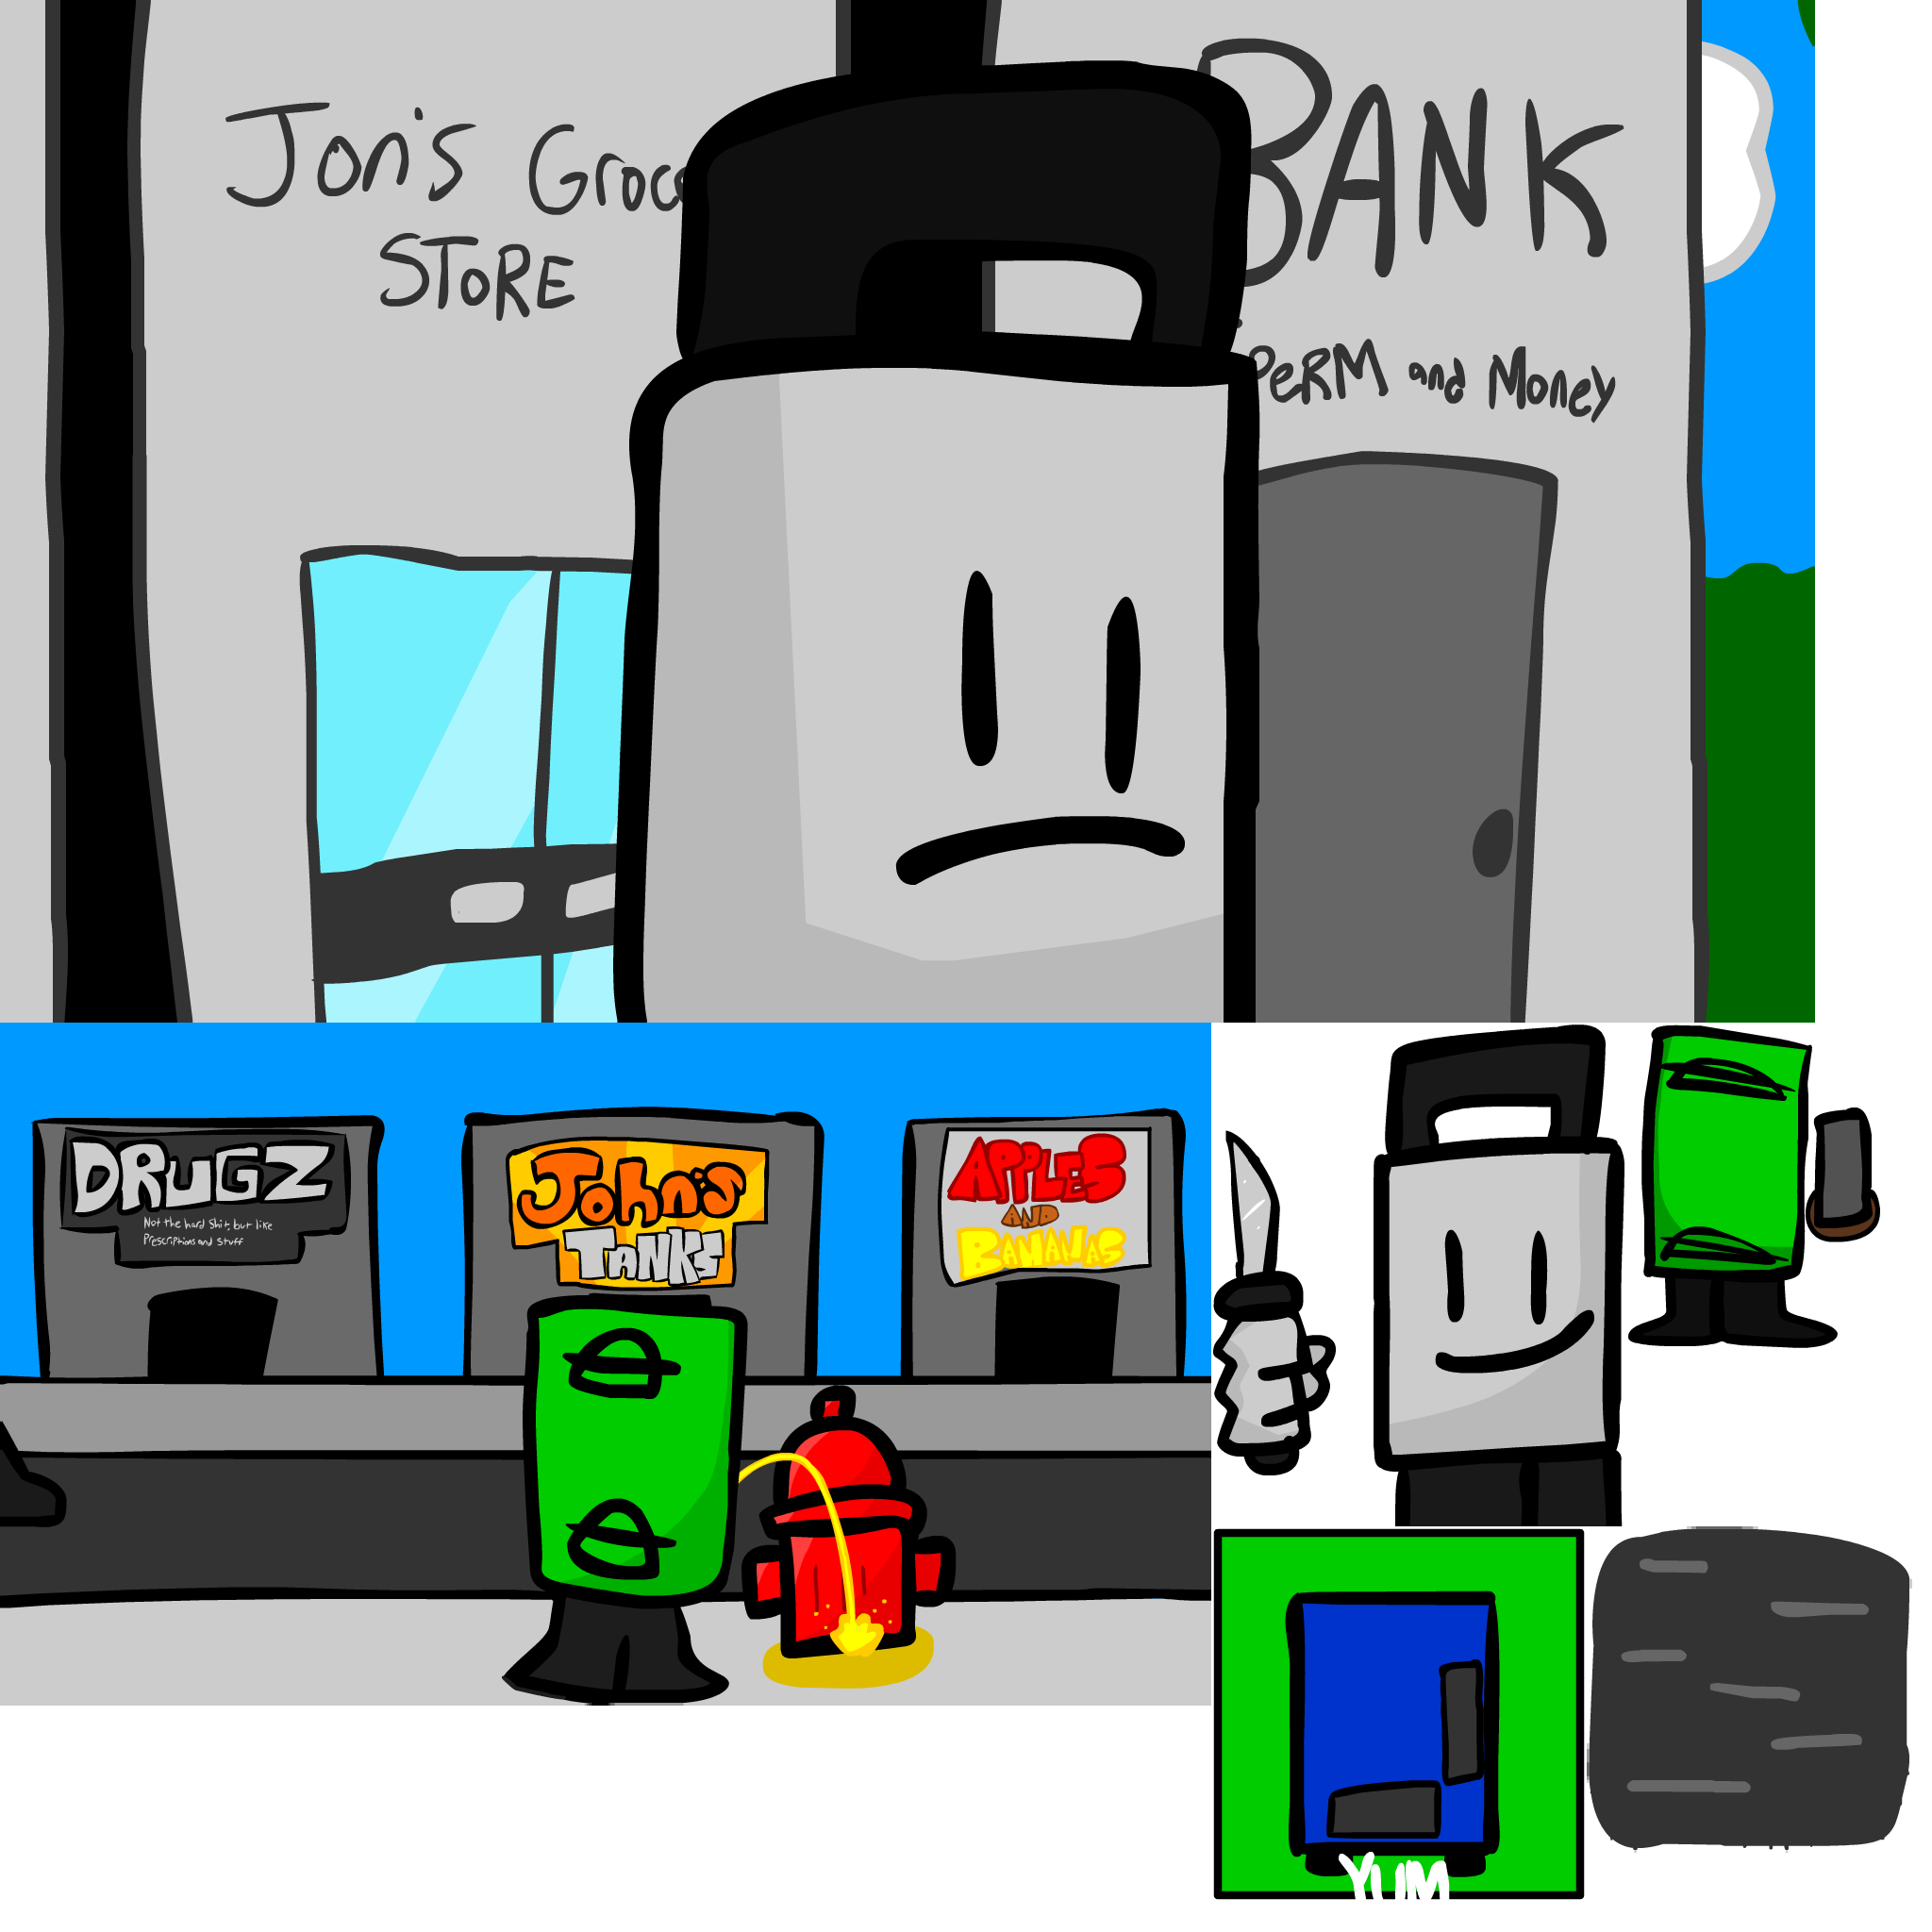 Jon's Groc
STORE
BANK
PERM and Money
DRUGZ
Not the hard shit, but like
Prescriptions and stuff
John's
TANKS
APPLES
AND
BANANAS
YUM